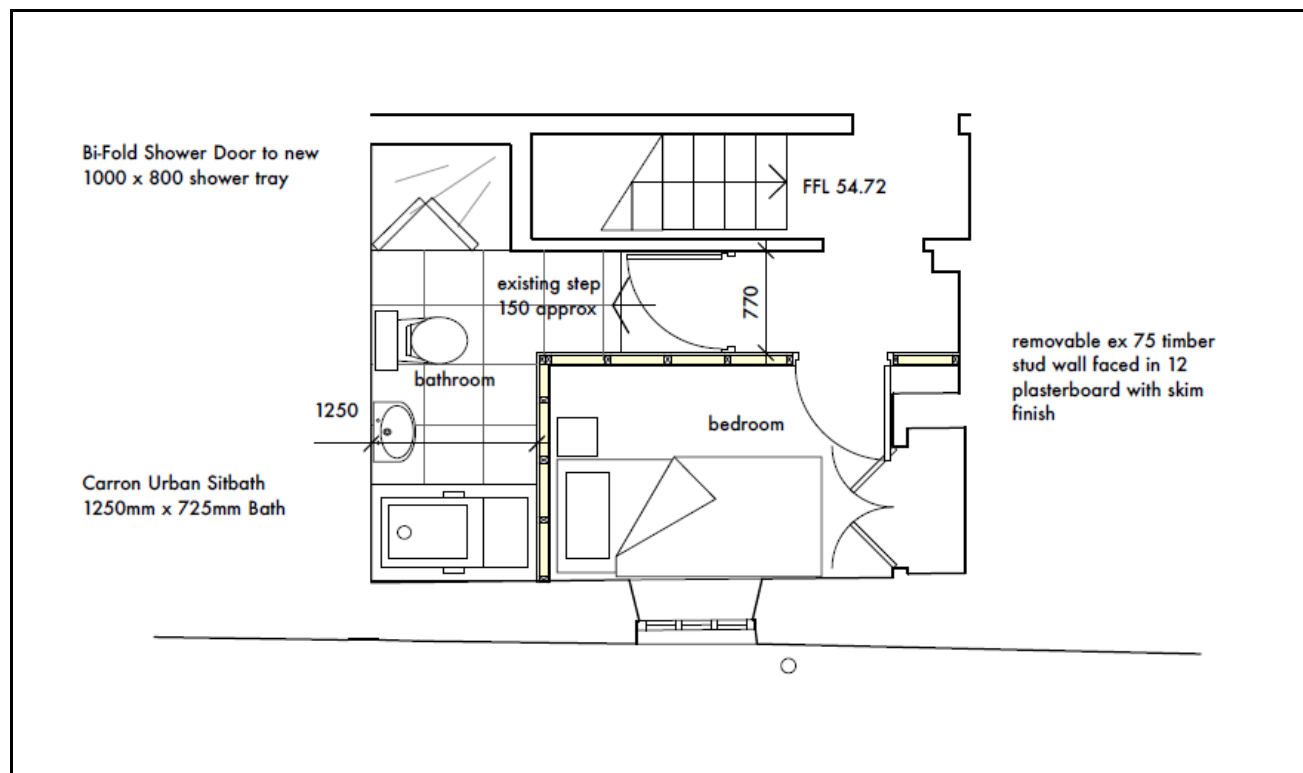 Bi-Fold Shower Door to new
1000 x 800 shower tray
FFL 54.72
existing step
150 approx
770
removable ex 75 timber
stud wall faced in 12
plasterboard with skim
finish
bathroom
1250
bedroom
Carron Urban Sitbath
1250mm x 725mm Bath